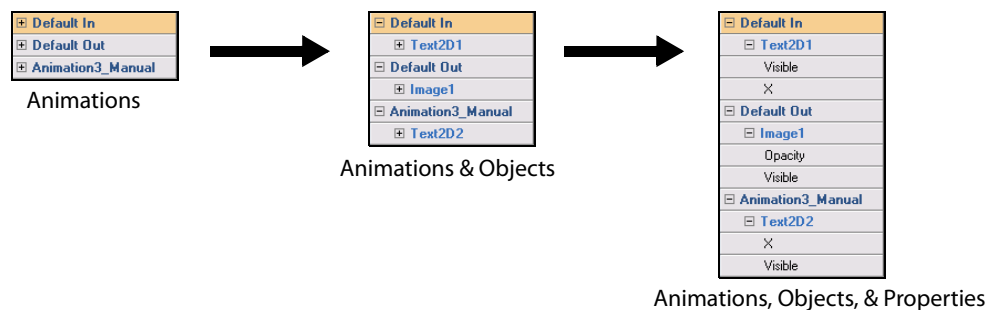 Default In
Default Out
Animation3_Manual
Animations
Default In
Text2D1
Default Out
Image1
Animation3_Manual
Text2D2
Animations & Objects
Default In
Text2D1
Visible
X
Default Out
Image1
Opacity
Visible
Animation3_Manual
Text2D2
X
Visible
Animations, Objects, & Properties